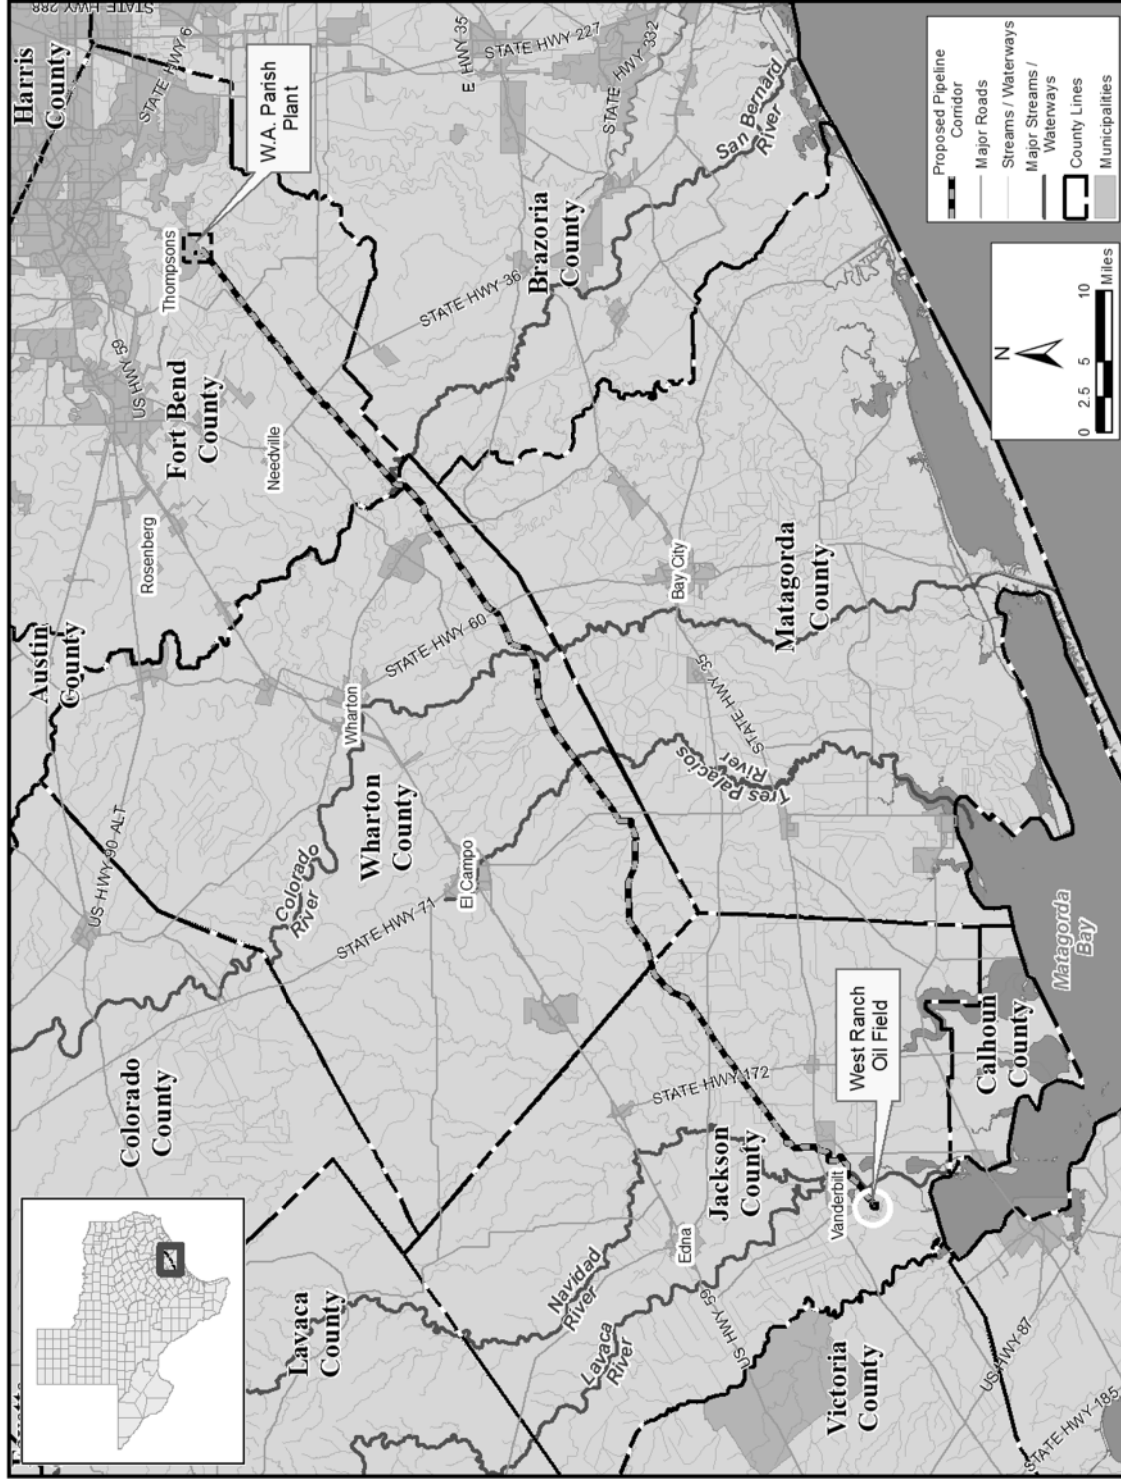 STATE HWY 288
Harris
County
STATE HWY 6
E HWY 35
STATE HWY 227
STATE HWY 332
W.A. Parish
Plant
Thompsons
San Bernard
River
US HWY 59
Fort Bend
County
Brazoria
County
STATE HWY 36
Needville
Rosenberg
Austin
County
STATE HWY 60
Bay City
Matagorda
County
Wharton
STATE HWY 35
US HWY 90 ALT
Wharton
County
Tres Palacios
River
Colorado
River
El Campo
STATE HWY 71
Matagorda
Bay
West Ranch
Oil Field
Calhoun
County
Colorado
County
STATE HWY 172
Jackson
County
Vanderbilt
Edna
Navidad
River
Lavaca
County
Lavaca
River
US HWY 59
Victoria
County
US HWY 87
STATE HWY 185
N
0 2.5 5 10
Miles
Proposed Pipeline
Corridor
Major Roads
Streams / Waterways
Major Streams /
Waterways
County Lines
Municipalities